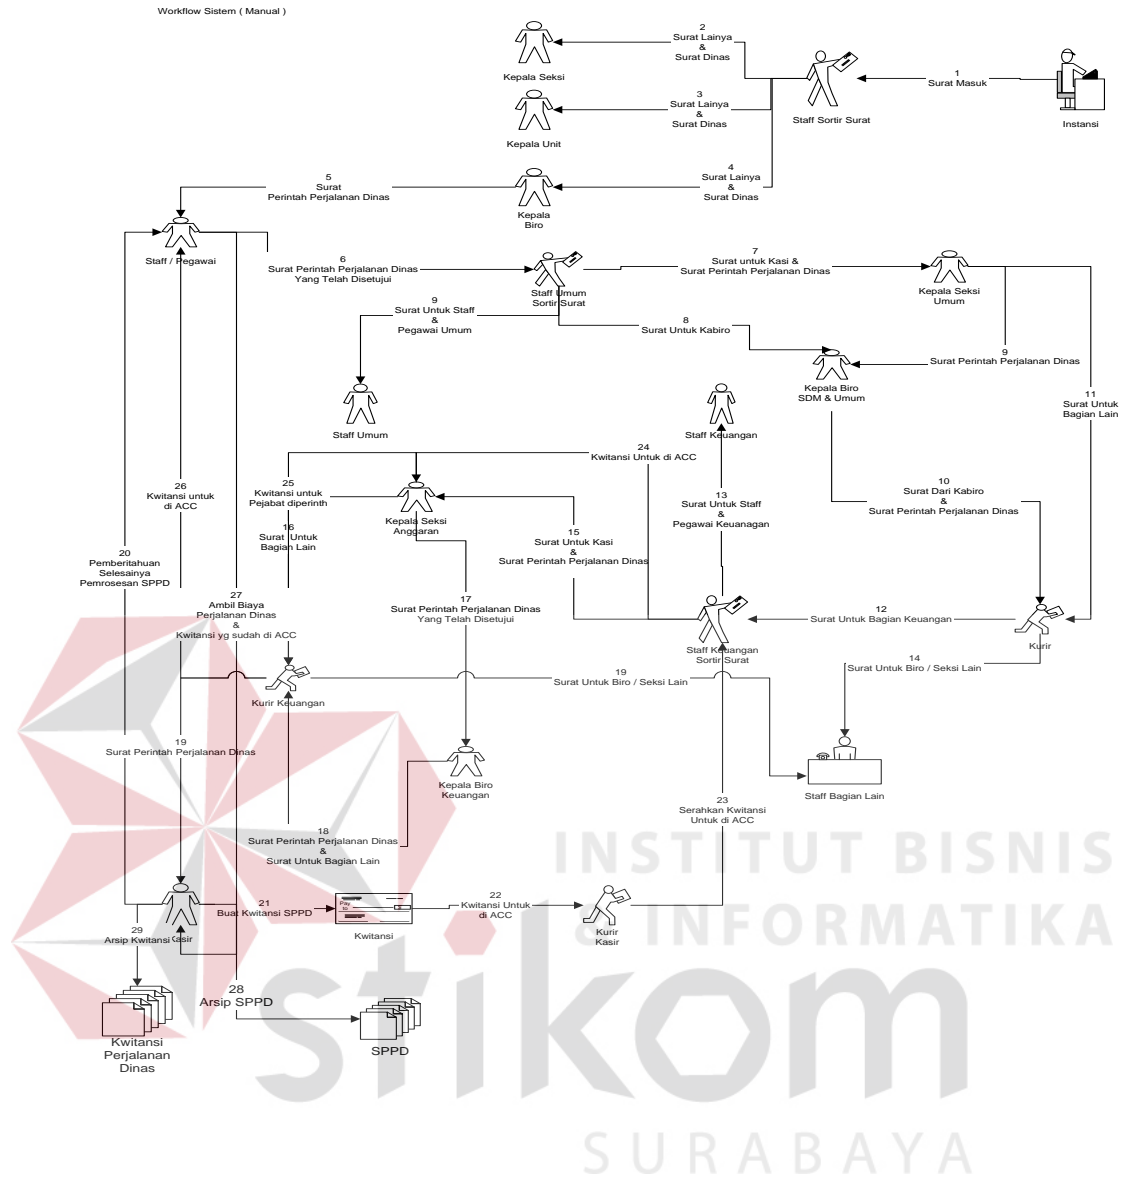 Workflow Sistem ( Manual )
2
Surat Lainya
&
Surat Dinas
Kepala Seksi
1
Surat Masuk
3
Surat Lainya
&
Surat Dinas
Staff Sortir Surat
Instansi
Kepala Unit
4
Surat Lainya
&
Surat Dinas
5
Surat
Perintah Perjalanan Dinas
Kepala
Biro
Staff / Pegawai
6
Surat Perintah Perjalanan Dinas
Yang Telah Disetujui
7
Surat untuk Kasi &
Surat Perintah Perjalanan Dinas
Staff Umum
Sortir Surat
Kepala Seksi
Umum
9
Surat Untuk Staff
&
Pegawai Umum
8
Surat Untuk Kabiro
9
Surat Perintah Perjalanan Dinas
Kepala Biro
SDM & Umum
11
Surat Untuk
Bagian Lain
Staff Umum
Staff Keuangan
24
Kwitansi Untuk di ACC
26
Kwitansi untuk
di ACC
25
Kwitansi untuk
Pejabat diperinth
16
Surat Untuk
Bagian Lain
Kepala Seksi
Anggaran
13
Surat Untuk Staff
&
Pegawai Keuanagan
10
Surat Dari Kabiro
&
Surat Perintah Perjalanan Dinas
15
Surat Untuk Kasi
&
Surat Perintah Perjalanan Dinas
20
Pemberitahuan
Selesainya
Pemrosesan SPPD
27
Ambil Biaya
Perjalanan Dinas
&
Kwitansi yg sudah di ACC
17
Surat Perintah Perjalanan Dinas
Yang Telah Disetujui
12
Surat Untuk Bagian Keuangan
Staff Keuangan
Sortir Surat
Kurir
14
Surat Untuk Biro / Seksi Lain
19
Surat Untuk Biro / Seksi Lain
Kurir Keuangan
19
Surat Perintah Perjalanan Dinas
Kepala Biro
Keuangan
Staff Bagian Lain
23
Serahkan Kwitansi
Untuk di ACC
18
Surat Perintah Perjalanan Dinas
&
Surat Untuk Bagian Lain
21
Buat Kwitansi SPPD
Pay
to
$
Kwitansi
22
Kwitansi Untuk
di ACC
Kurir
Kasir
29
Arsip Kwitansi
Kasir
28
Arsip SPPD
Kwitansi
Perjalanan
Dinas
SPPD
INSTITUT BISNIS
& INFORMATIKA
stikom
SURABAYA